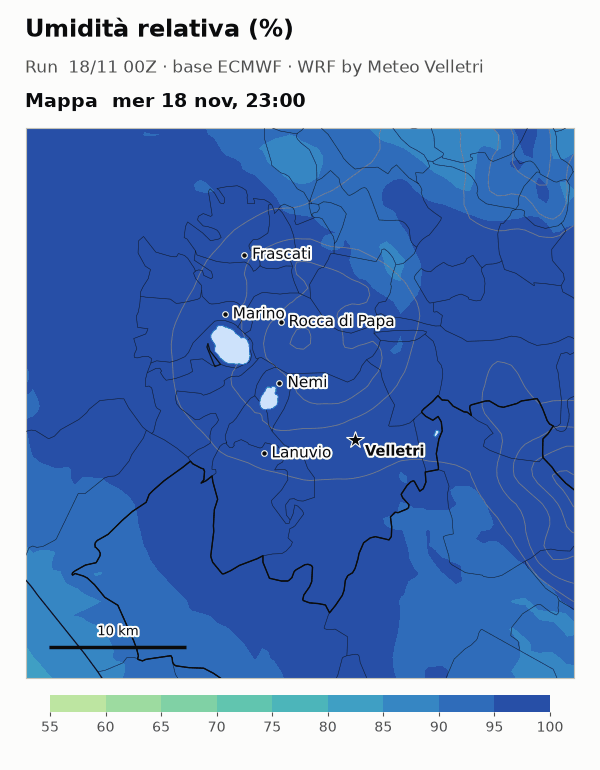 Umidità relativa (%)
Run  18/11 00Z · base ECMWF · WRF by Meteo Velletri
Mappa  mer 18 nov, 23:00
Frascati
Marino
Rocca di Papa
Nemi
Velletri
Lanuvio
10 km
55 60 65 70 75 80 85 90 95 100